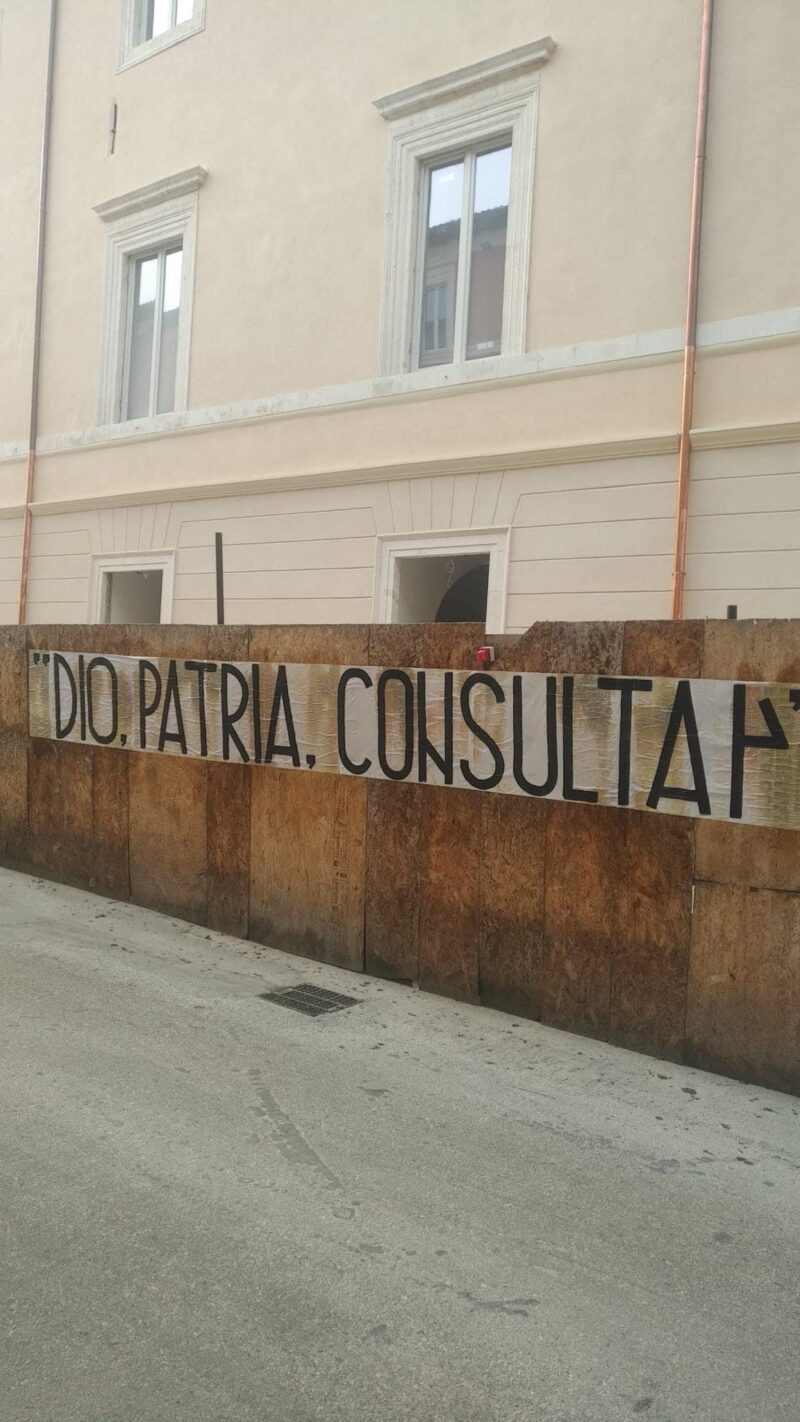 "DIO, PATRIA, CONSULTA